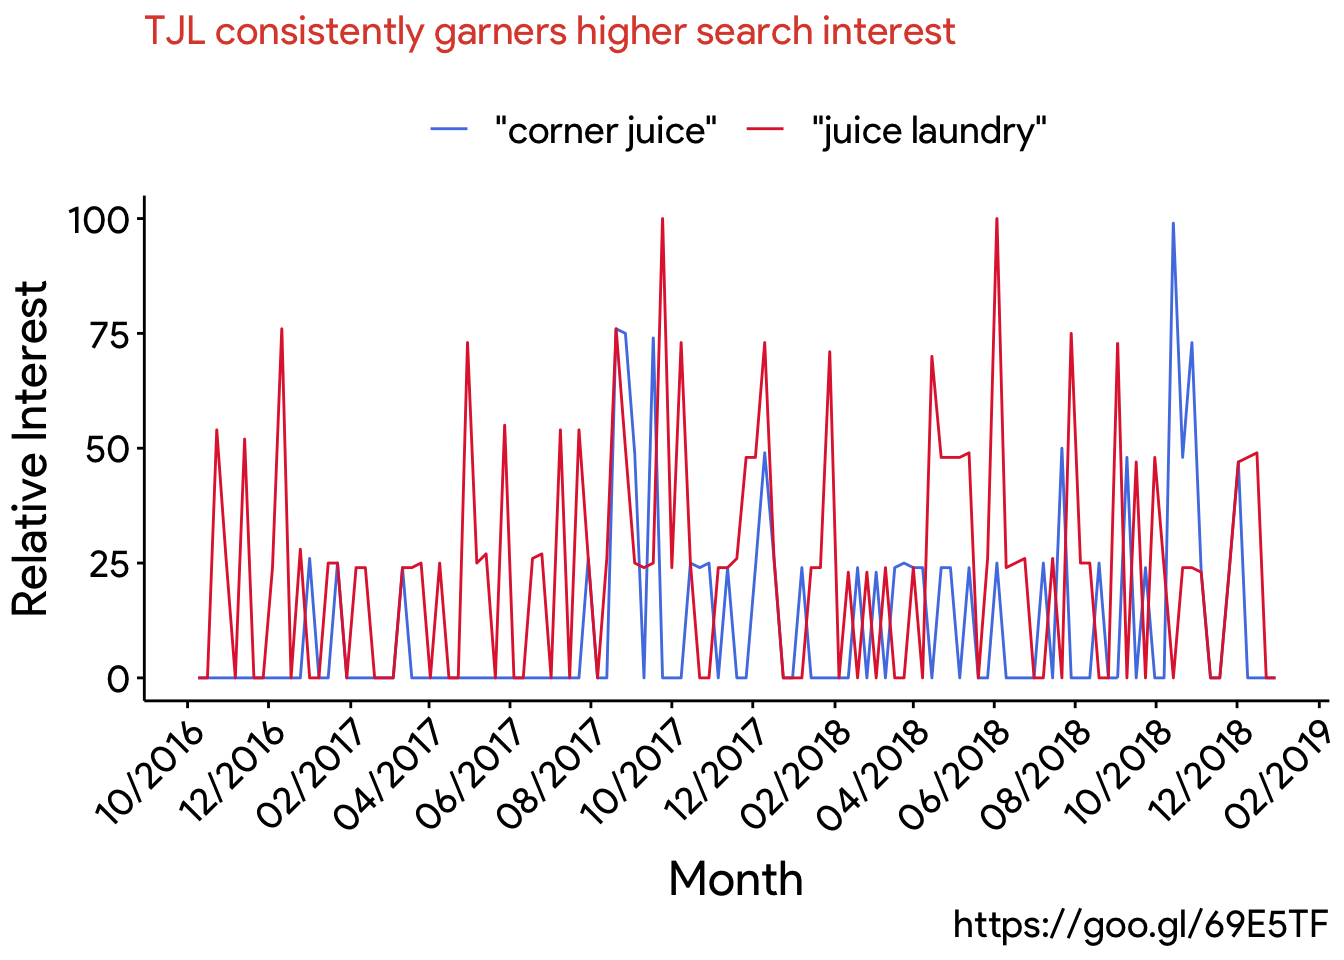 TJL consistently garners higher search interest
"corner juice" "juice laundry"
Relative Interest
100
75
50
25
0
10/2016 12/2016 02/2017 04/2017 06/2017 08/2017 10/2017 12/2017 02/2018 04/2018 06/2018 08/2018 10/2018 12/2018 02/2019
Month
https://goo.gl/69E5TF